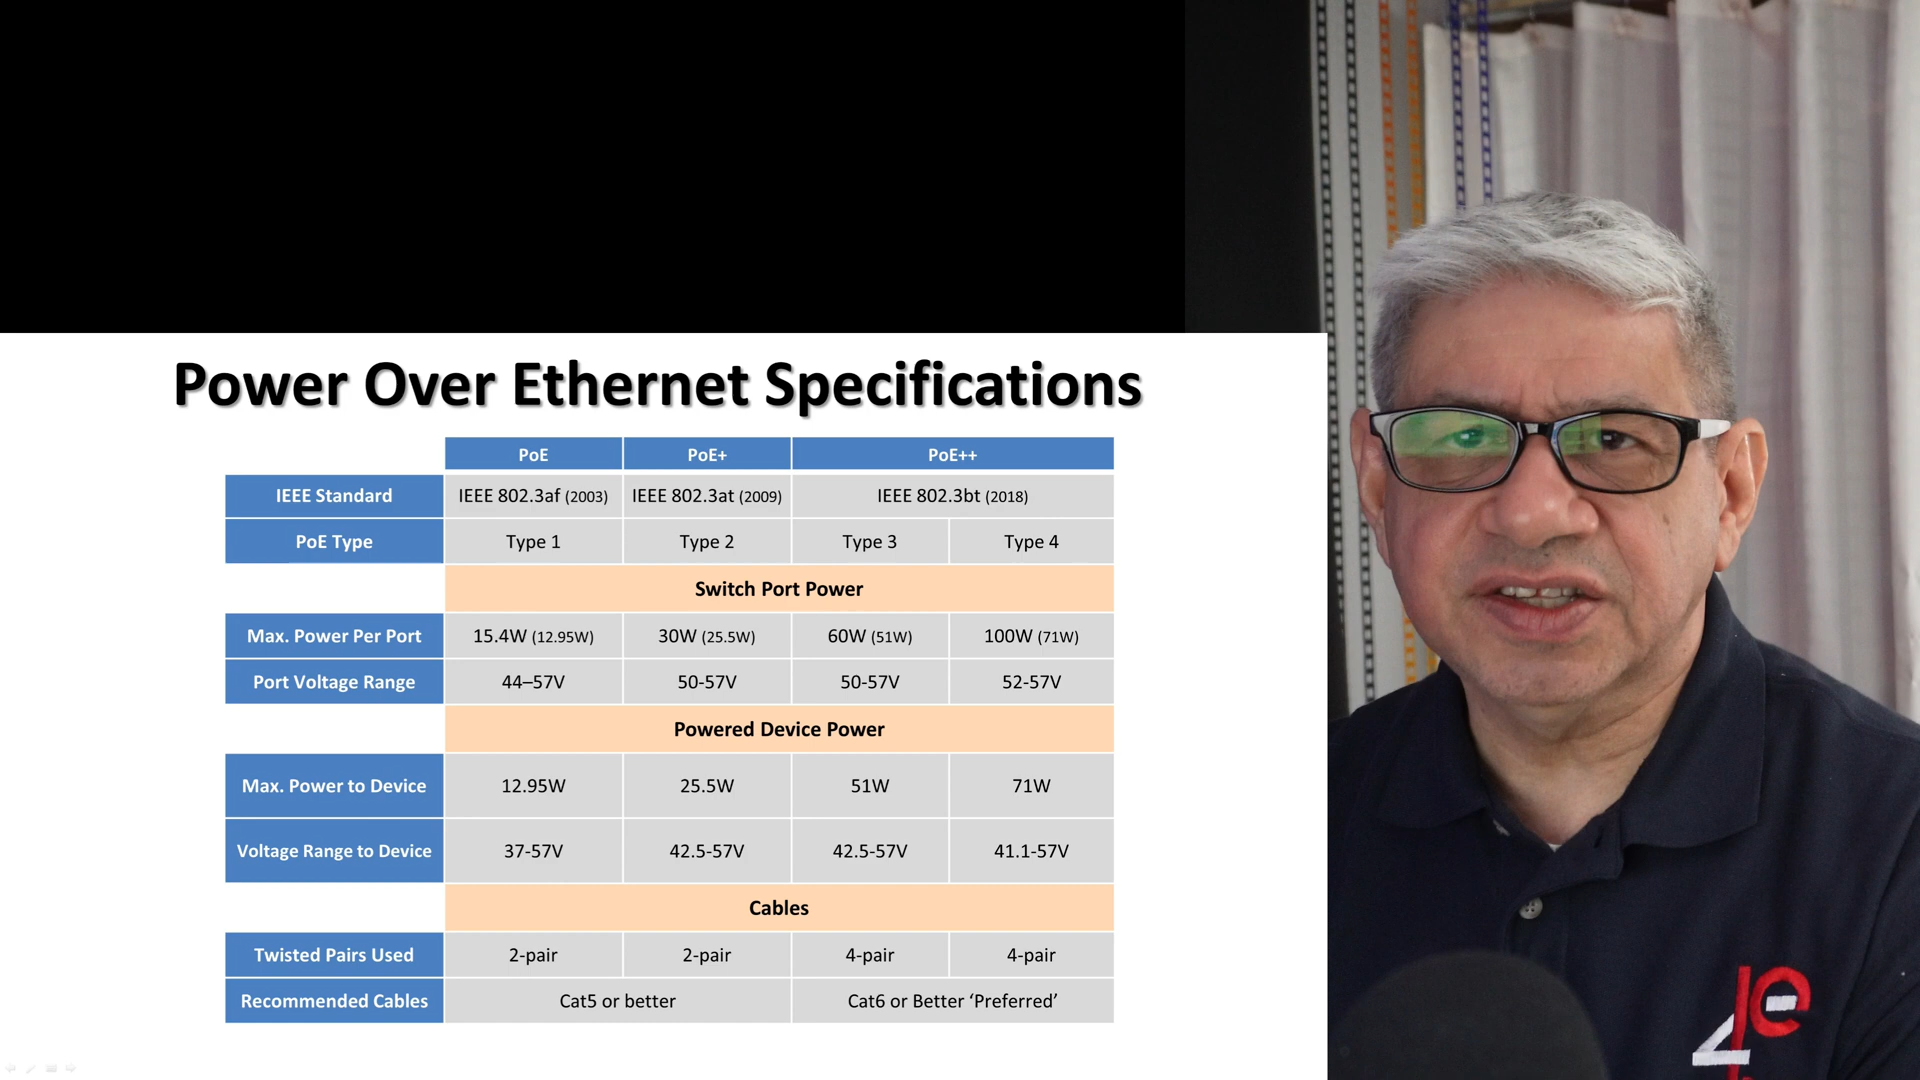 Power Over Ethernet Specifications
PoE PoE+ PoE++
IEEE Standard IEEE 802.3af (2003) IEEE 802.3at (2009) IEEE 802.3bt (2018)
PoE Type Type 1 Type 2 Type 3 Type 4
Switch Port Power
Max. Power Per Port 15.4W (12.95W) 30W (25.5W) 60W (51W) 100W (71W)
Port Voltage Range 44–57V 50-57V 50-57V 52-57V
Powered Device Power
Max. Power to Device 12.95W 25.5W 51W 71W
Voltage Range to Device 37-57V 42.5-57V 42.5-57V 41.1-57V
Cables
Twisted Pairs Used 2-pair 2-pair 4-pair 4-pair
Recommended Cables Cat5 or better Cat6 or Better ‘Preferred’